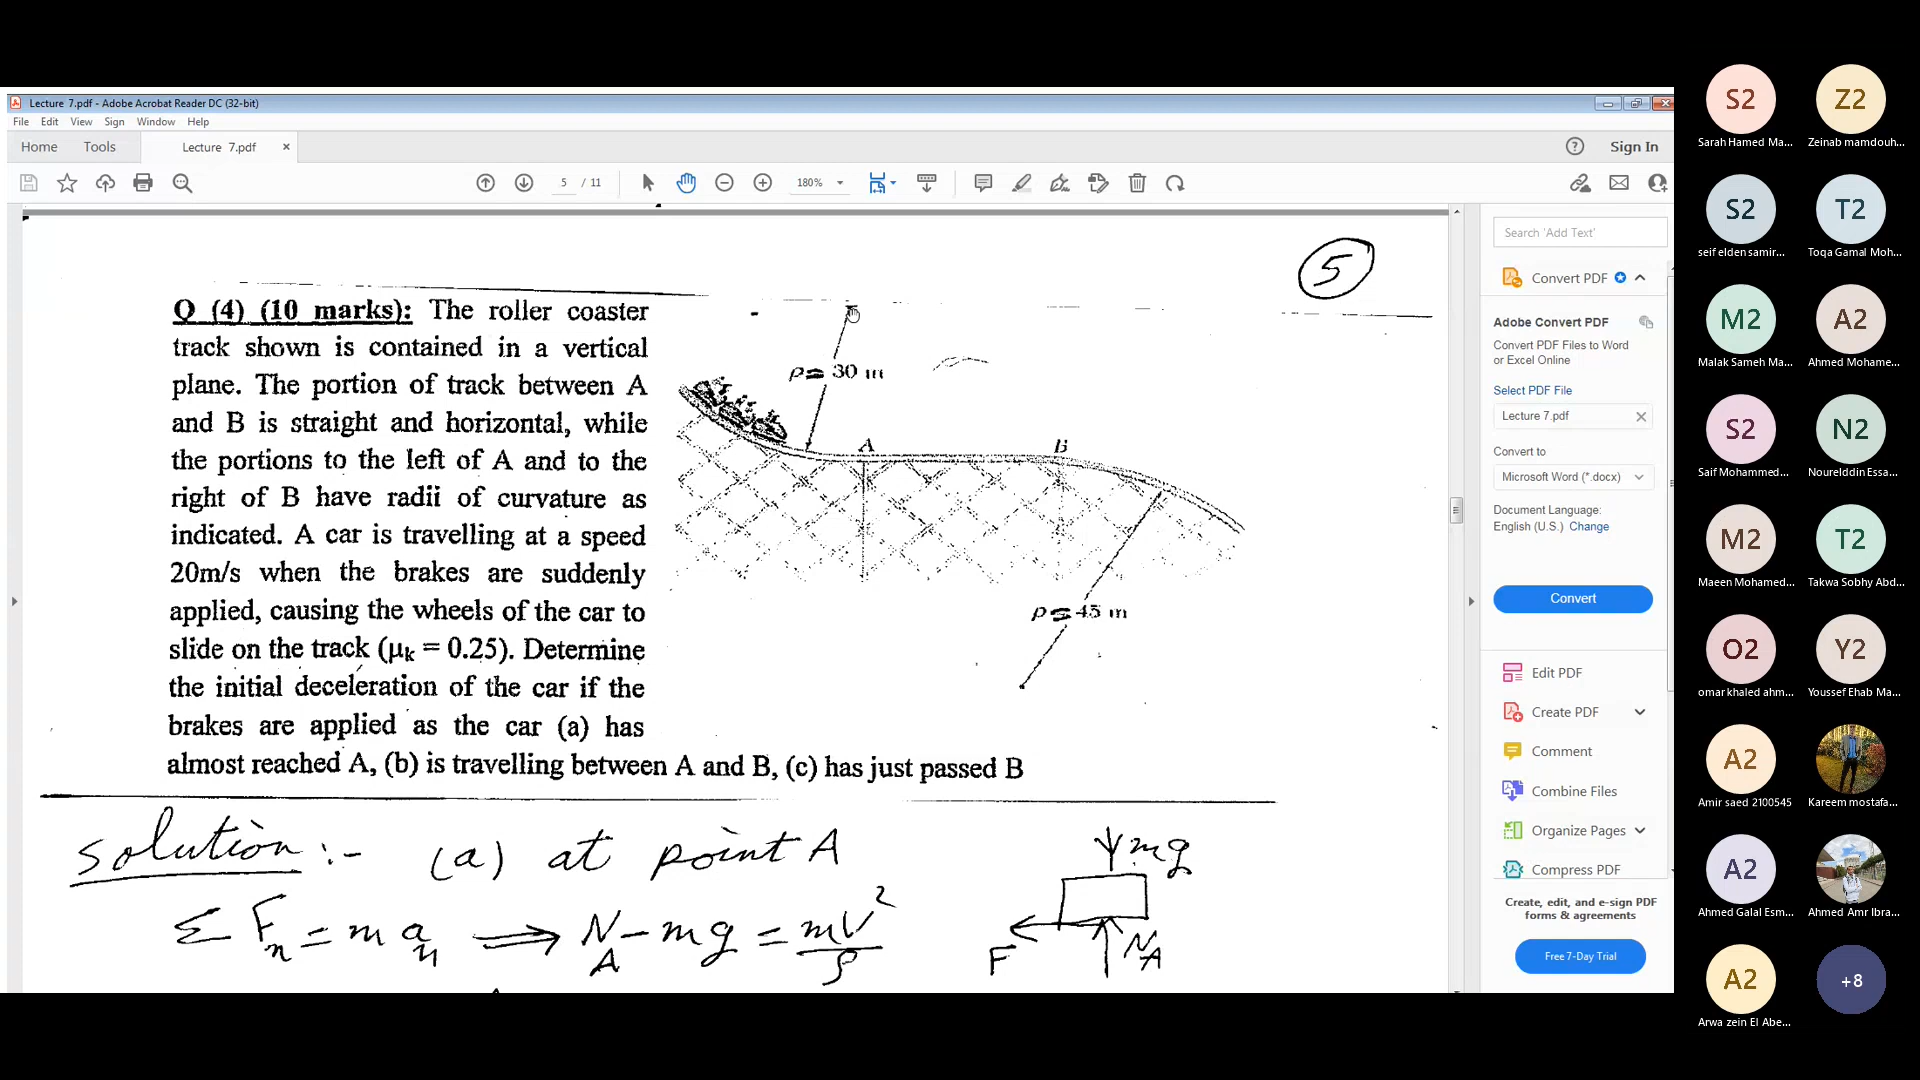 Lecture 7.pdf - Adobe Acrobat Reader DC (32-bit)
File Edit View Sign Window Help
Home Tools Lecture 7.pdf × Sign In
5 / 11 180%
5
Q (4) (10 marks): The roller coaster
track shown is contained in a vertical
plane. The portion of track between A
and B is straight and horizontal, while
the portions to the left of A and to the
right of B have radii of curvature as
indicated. A car is travelling at a speed
20m/s when the brakes are suddenly
applied, causing the wheels of the car to
slide on the track (μk = 0.25). Determine
the initial deceleration of the car if the
brakes are applied as the car (a) has
almost reached A, (b) is travelling between A and B, (c) has just passed B
ρ = 30 m
A B
ρ = 45 m
Solution :- (a) at point A
Σ Fn = m an ⟹ NA - mg = mV²/ρ
mg
F NA
Search 'Add Text'
Convert PDF
Adobe Convert PDF
Convert PDF Files to Word
or Excel Online
Select PDF File
Lecture 7.pdf
Convert to
Microsoft Word (*.docx)
Document Language:
English (U.S.) Change
Convert
Edit PDF
Create PDF
Comment
Combine Files
Organize Pages
Compress PDF
Create, edit, and e-sign PDF
forms & agreements
Free 7-Day Trial
S2 Z2
Sarah Hamed Ma... Zeinab mamdouh...
S2 T2
seif elden samir... Toqa Gamal Moh...
M2 A2
Malak Sameh Ma... Ahmed Mohame...
S2 N2
Saif Mohammed... Nourelddin Essa...
M2 T2
Maeen Mohamed... Takwa Sobhy Abd...
O2 Y2
omar khaled ahm... Youssef Ehab Ma...
A2
Amir saed 2100545 Kareem mostafa...
A2
Ahmed Galal Esm... Ahmed Amr Ibra...
A2 +8
Arwa zein El Abe...